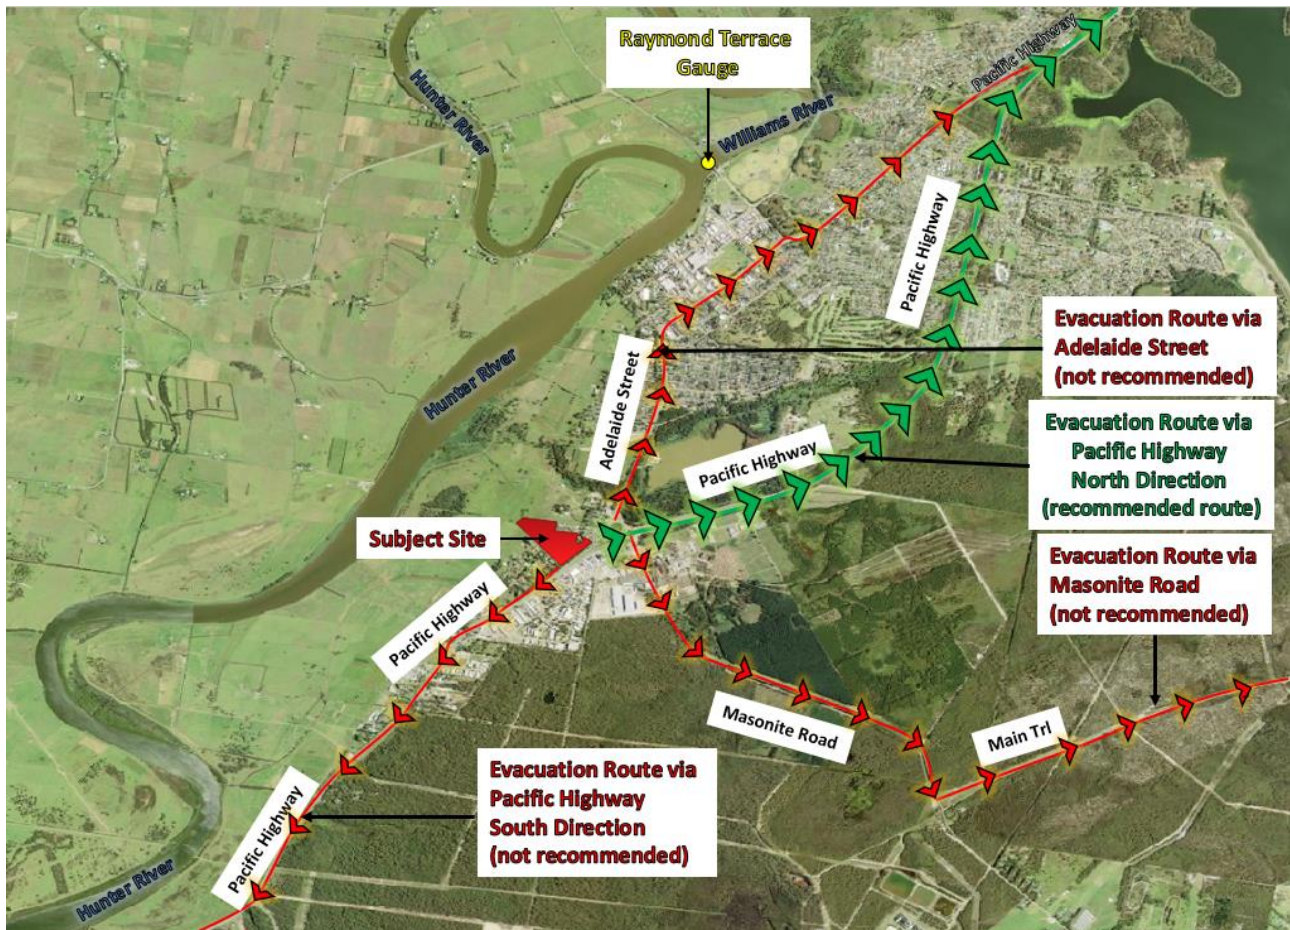 Raymond Terrace
Gauge
Pacific Highway
Hunter River
Williams River
Pacific Highway
Evacuation Route via
Adelaide Street
(not recommended)
Hunter River
Adelaide Street
Evacuation Route via
Pacific Highway
North Direction
(recommended route)
Pacific Highway
Subject Site
Evacuation Route via
Masonite Road
(not recommended)
Pacific Highway
Masonite Road
Main Trl
Evacuation Route via
Pacific Highway
South Direction
(not recommended)
Pacific Highway
Hunter River